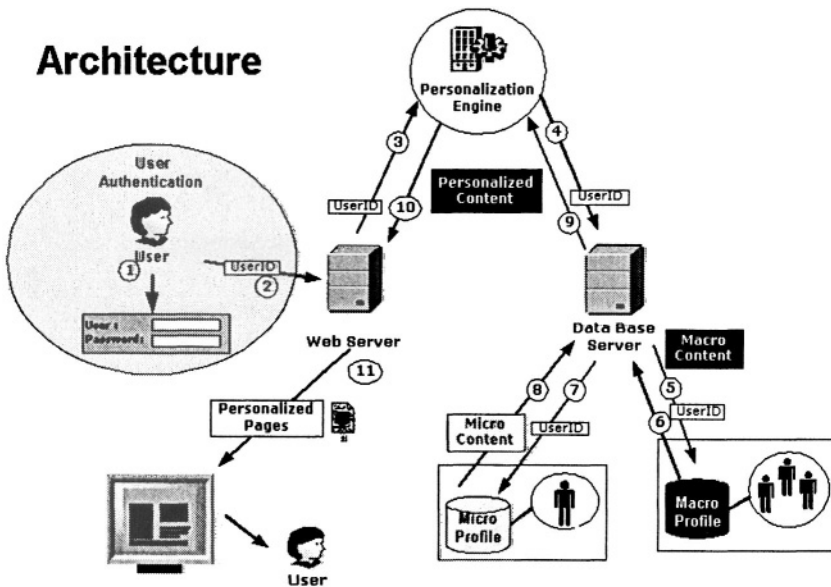 Architecture
Personalization
Engine
3
4
User
Authentication
UserID
10
Personalized
Content
UserID
9
User
1
UserID
2
User :
Password:
Web Server
Data Base
Server
Macro
Content
11
Personalized
Pages
8
7
5
UserID
6
Micro
Content
UserID
Micro
Profile
Macro
Profile
User